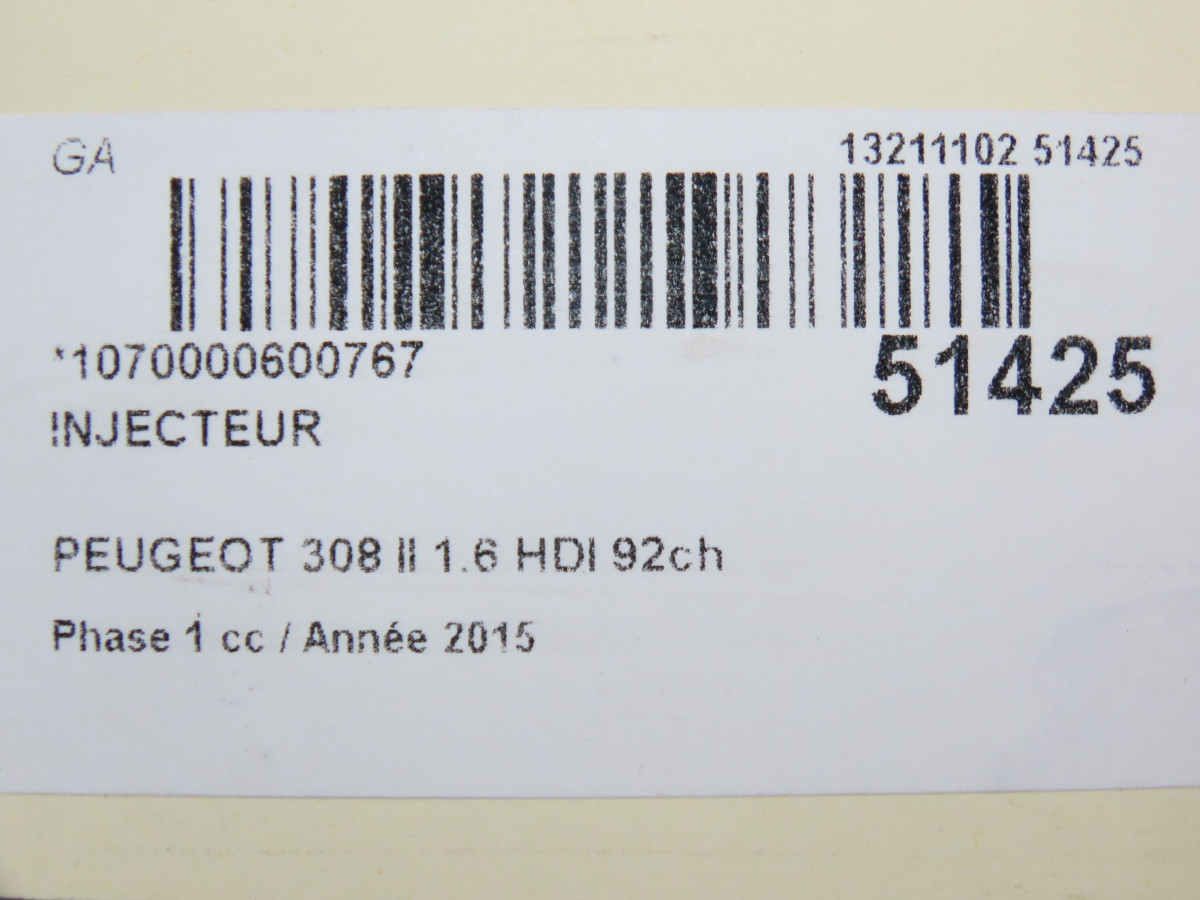 GA
13211102 51425
*1070000600767
51425
INJECTEUR
PEUGEOT 308 II 1.6 HDI 92ch
Phase 1 cc / Année 2015